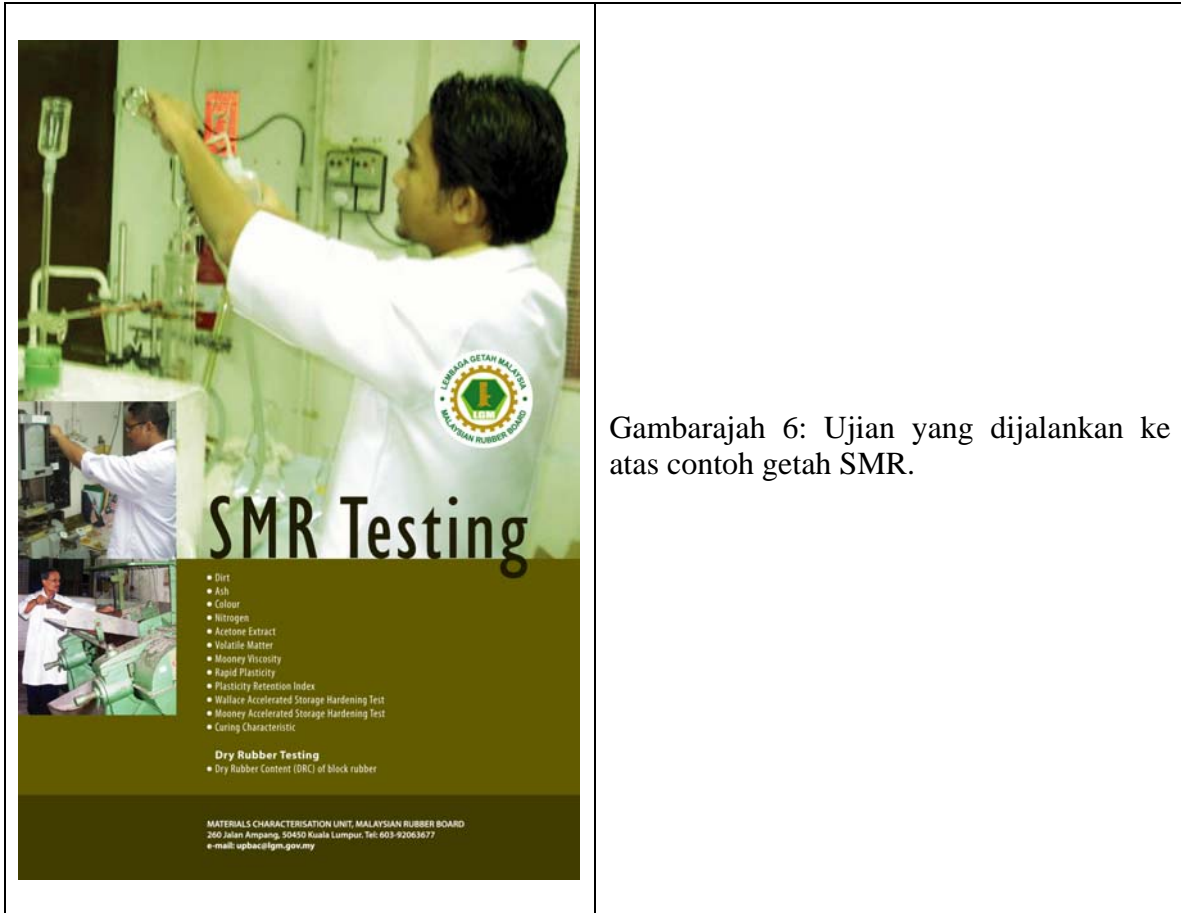 LEMBAGA GETAH MALAYSIA
LGM
MALAYSIAN RUBBER BOARD
SMR Testing
• Dirt
• Ash
• Colour
• Nitrogen
• Acetone Extract
• Volatile Matter
• Mooney Viscosity
• Rapid Plasticity
• Plasticity Retention Index
• Wallace Accelerated Storage Hardening Test
• Mooney Accelerated Storage Hardening Test
• Curing Characteristic
Dry Rubber Testing
• Dry Rubber Content (DRC) of block rubber
MATERIALS CHARACTERISATION UNIT, MALAYSIAN RUBBER BOARD
260 Jalan Ampang, 50450 Kuala Lumpur. Tel: 603-92063677
e-mail: upbac@lgm.gov.my
Gambarajah 6: Ujian yang dijalankan ke
atas contoh getah SMR.